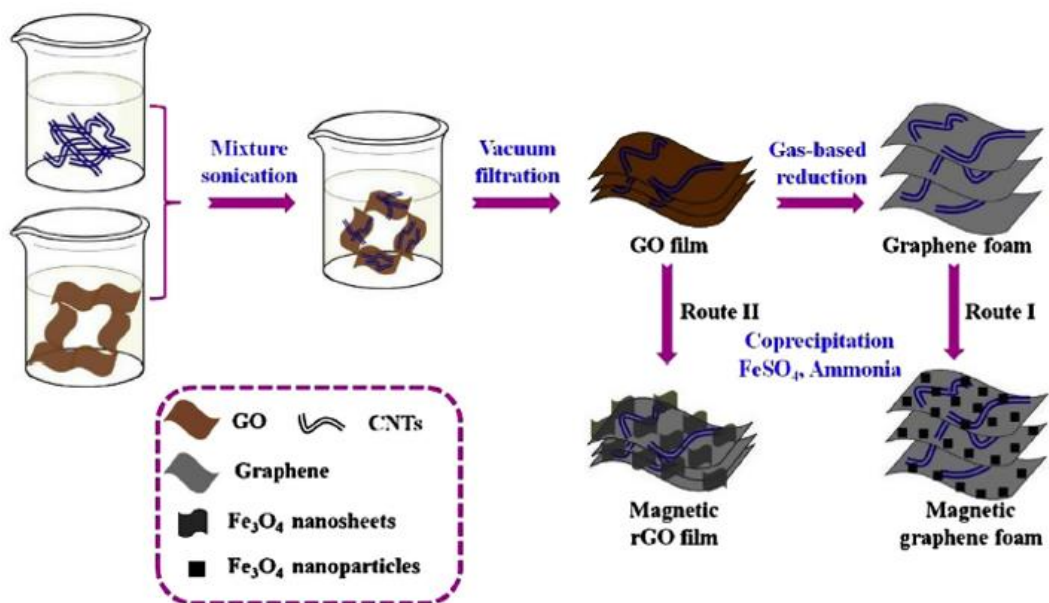 Mixture
sonication
Vacuum
filtration
Gas-based
reduction
GO film
Graphene foam
Route II
Route I
Coprecipitation
FeSO₄, Ammonia
Magnetic
rGO film
Magnetic
graphene foam
GO
CNTs
Graphene
Fe₃O₄ nanosheets
Fe₃O₄ nanoparticles